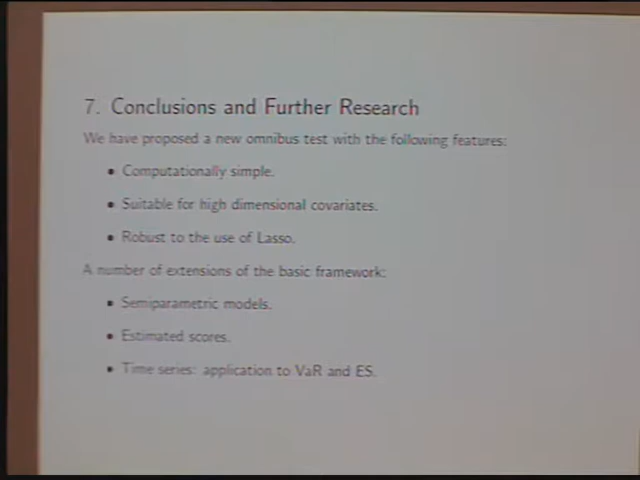 7. Conclusions and Further Research
We have proposed a new omnibus test with the following features:
• Computationally simple.
• Suitable for high dimensional covariates.
• Robust to the use of Lasso.
A number of extensions of the basic framework:
• Semiparametric models.
• Estimated scores.
• Time series: application to VaR and ES.